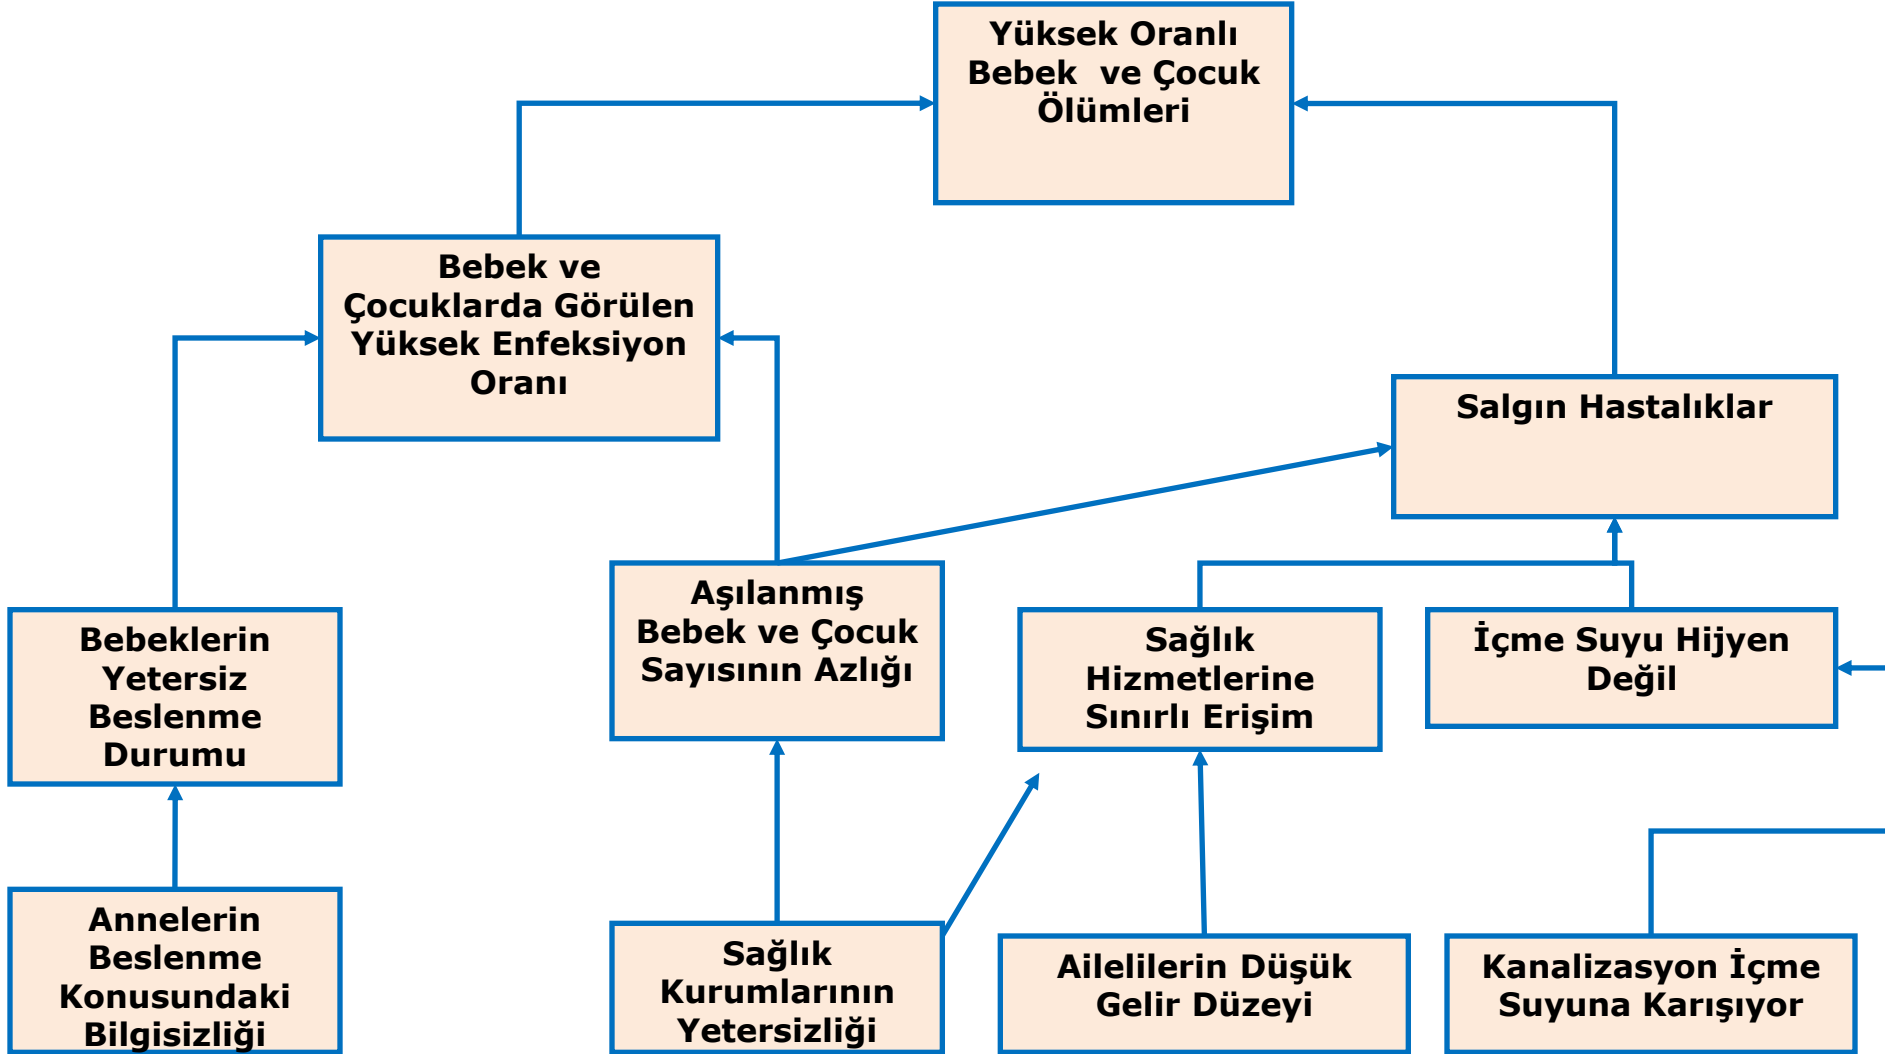 Yüksek Oranlı
Bebek ve Çocuk
Ölümleri
Bebek ve
Çocuklarda Görülen
Yüksek Enfeksiyon
Oranı
Salgın Hastalıklar
Bebeklerin
Yetersiz
Beslenme
Durumu
Aşılanmış
Bebek ve Çocuk
Sayısının Azlığı
Sağlık
Hizmetlerine
Sınırlı Erişim
İçme Suyu Hijyen
Değil
Annelerin
Beslenme
Konusundaki
Bilgisizliği
Sağlık
Kurumlarının
Yetersizliği
Ailelilerin Düşük
Gelir Düzeyi
Kanalizasyon İçme
Suyuna Karışıyor